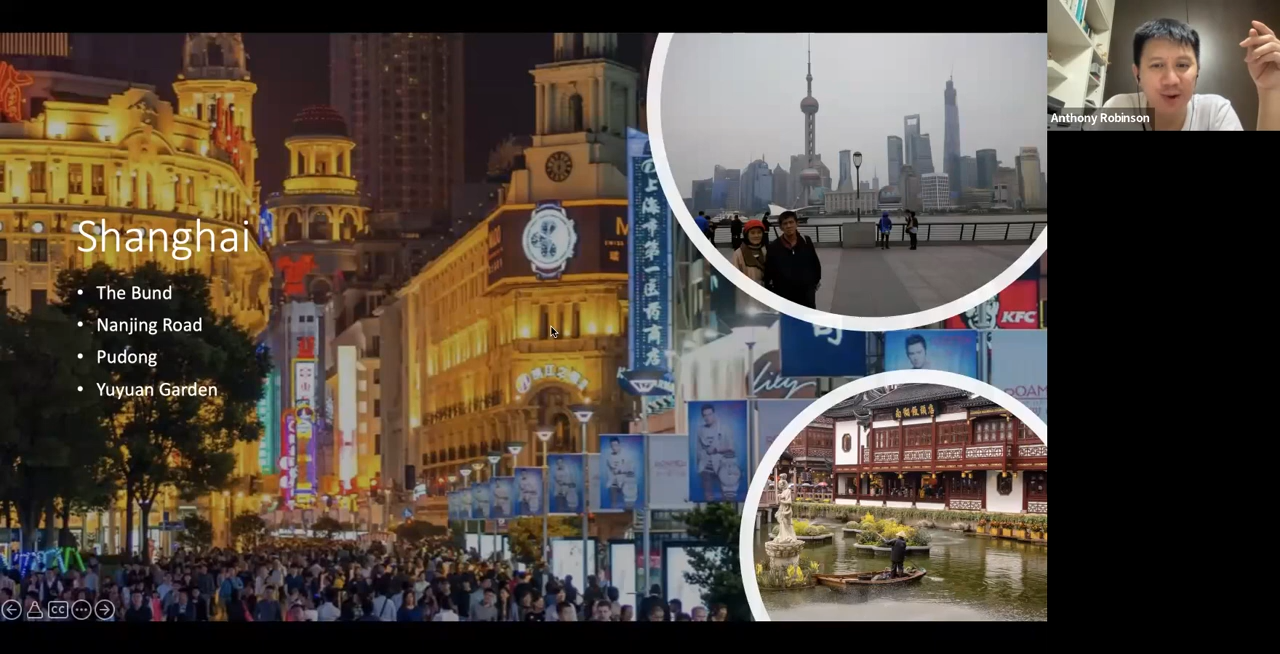 Shanghai
• The Bund
• Nanjing Road
• Pudong
• Yuyuan Garden
上海市第一医药商店
KFC
Anthony Robinson
CC